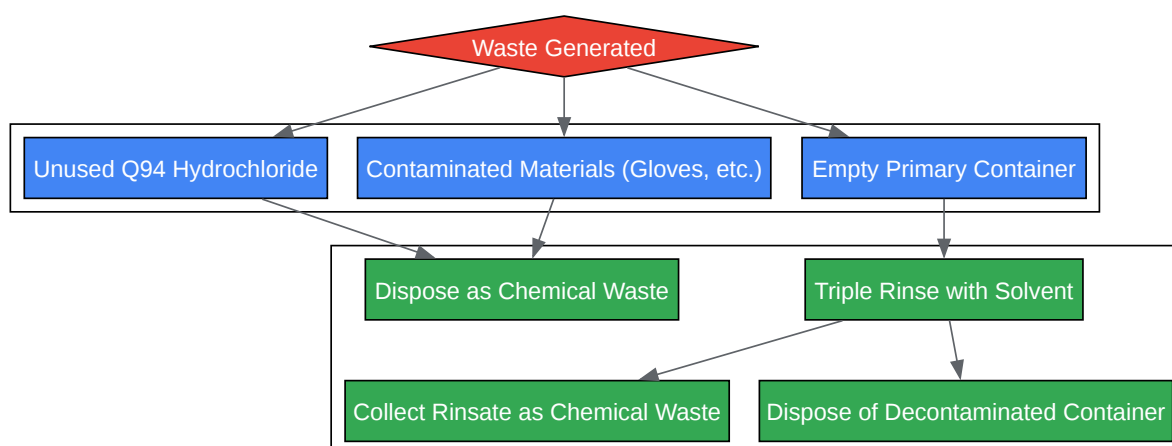 Waste Generated
Unused Q94 Hydrochloride
Contaminated Materials (Gloves, etc.)
Empty Primary Container
Dispose as Chemical Waste
Triple Rinse with Solvent
Collect Rinsate as Chemical Waste
Dispose of Decontaminated Container